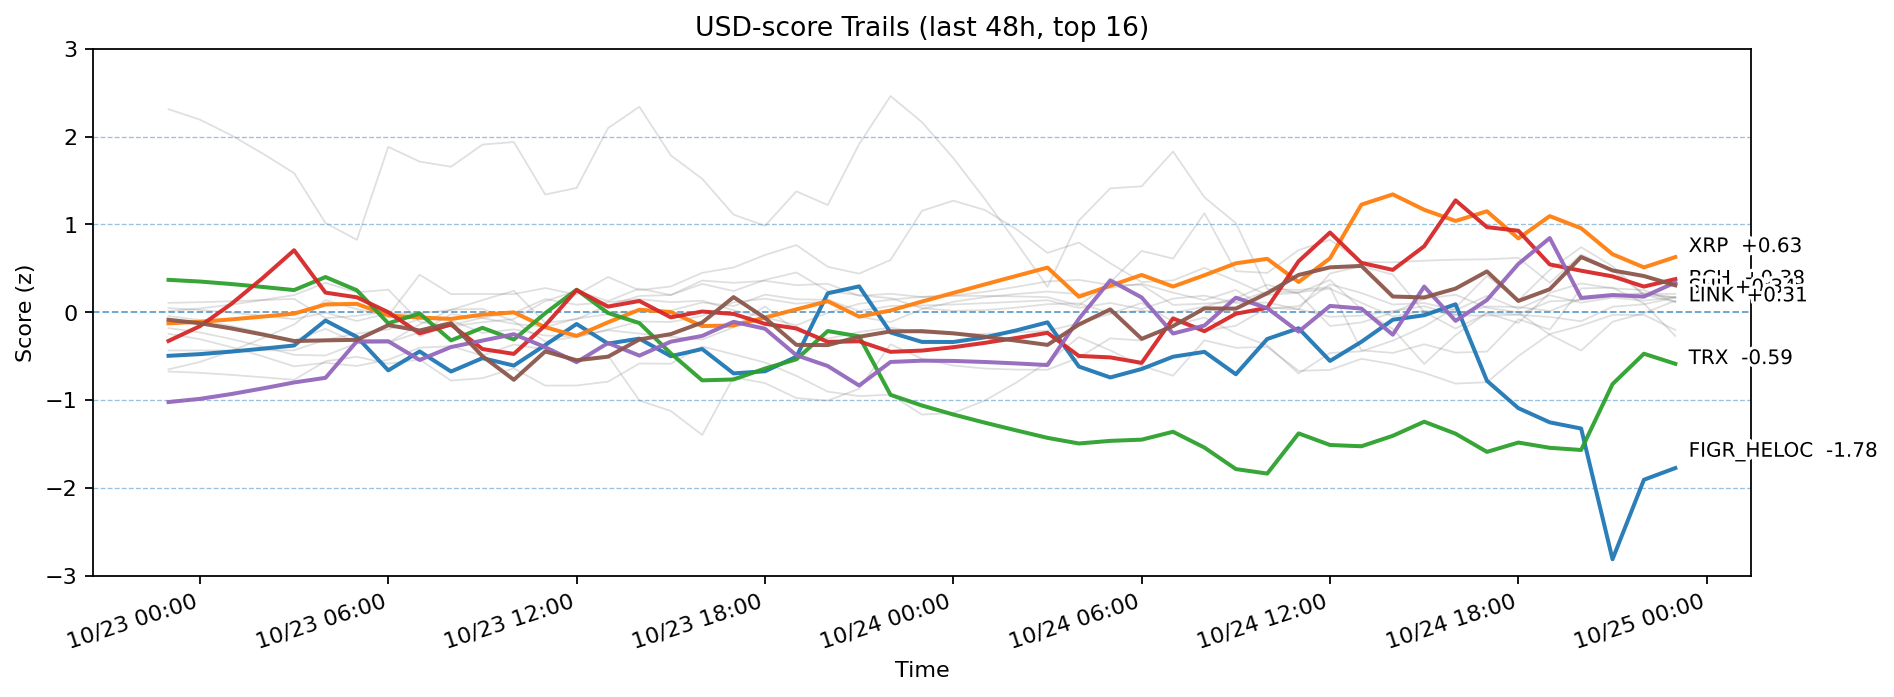 USD-score Trails (last 48h, top 16)
Score (z)
3
2
1
0
−1
−2
−3
XRP +0.63
BCH +0.38
LINK +0.31
TRX -0.59
FIGR_HELOC -1.78
10/23 00:00
10/23 06:00
10/23 12:00
10/23 18:00
10/24 00:00
10/24 06:00
10/24 12:00
10/24 18:00
10/25 00:00
Time